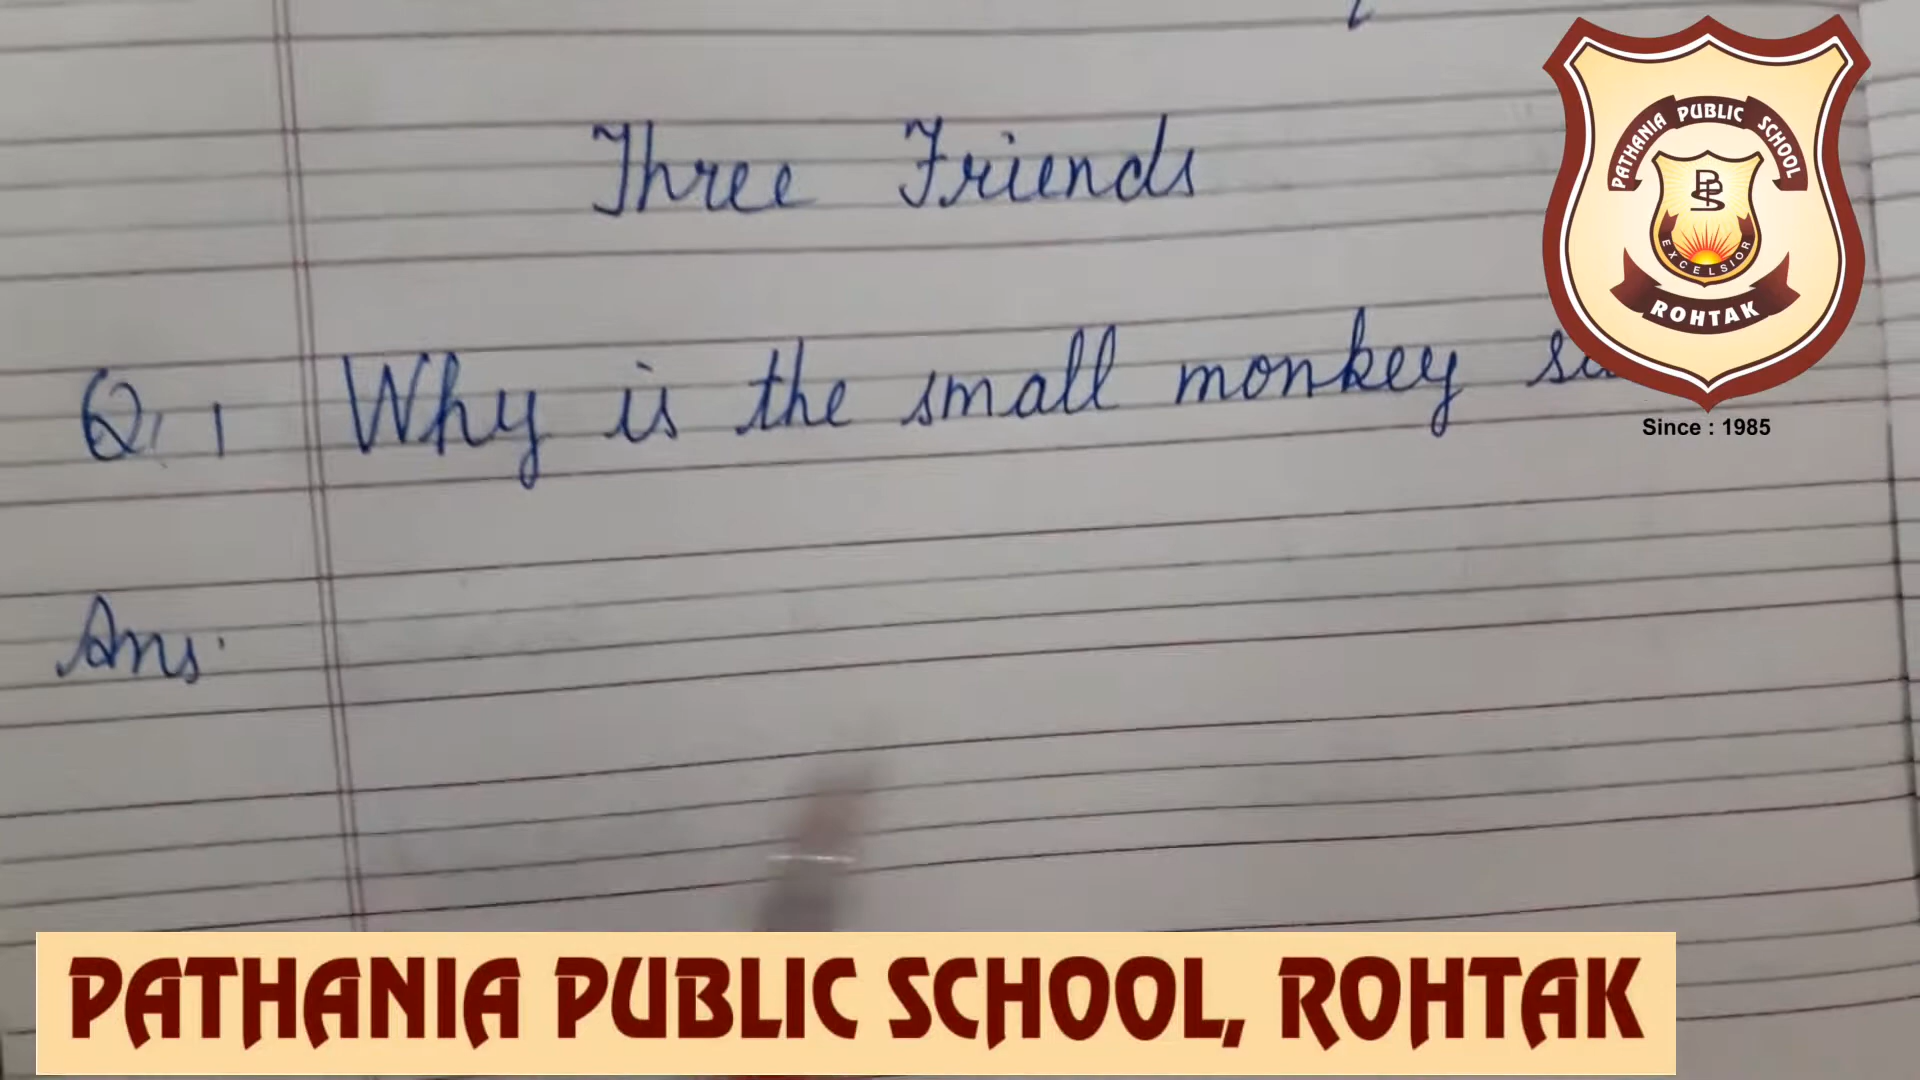 Three Friends
PATHANIA PUBLIC SCHOOL
PBS
EXCELSIOR
ROHTAK
Q. 1 Why is the small monkey
Since : 1985
Ans.
PATHANIA PUBLIC SCHOOL, ROHTAK